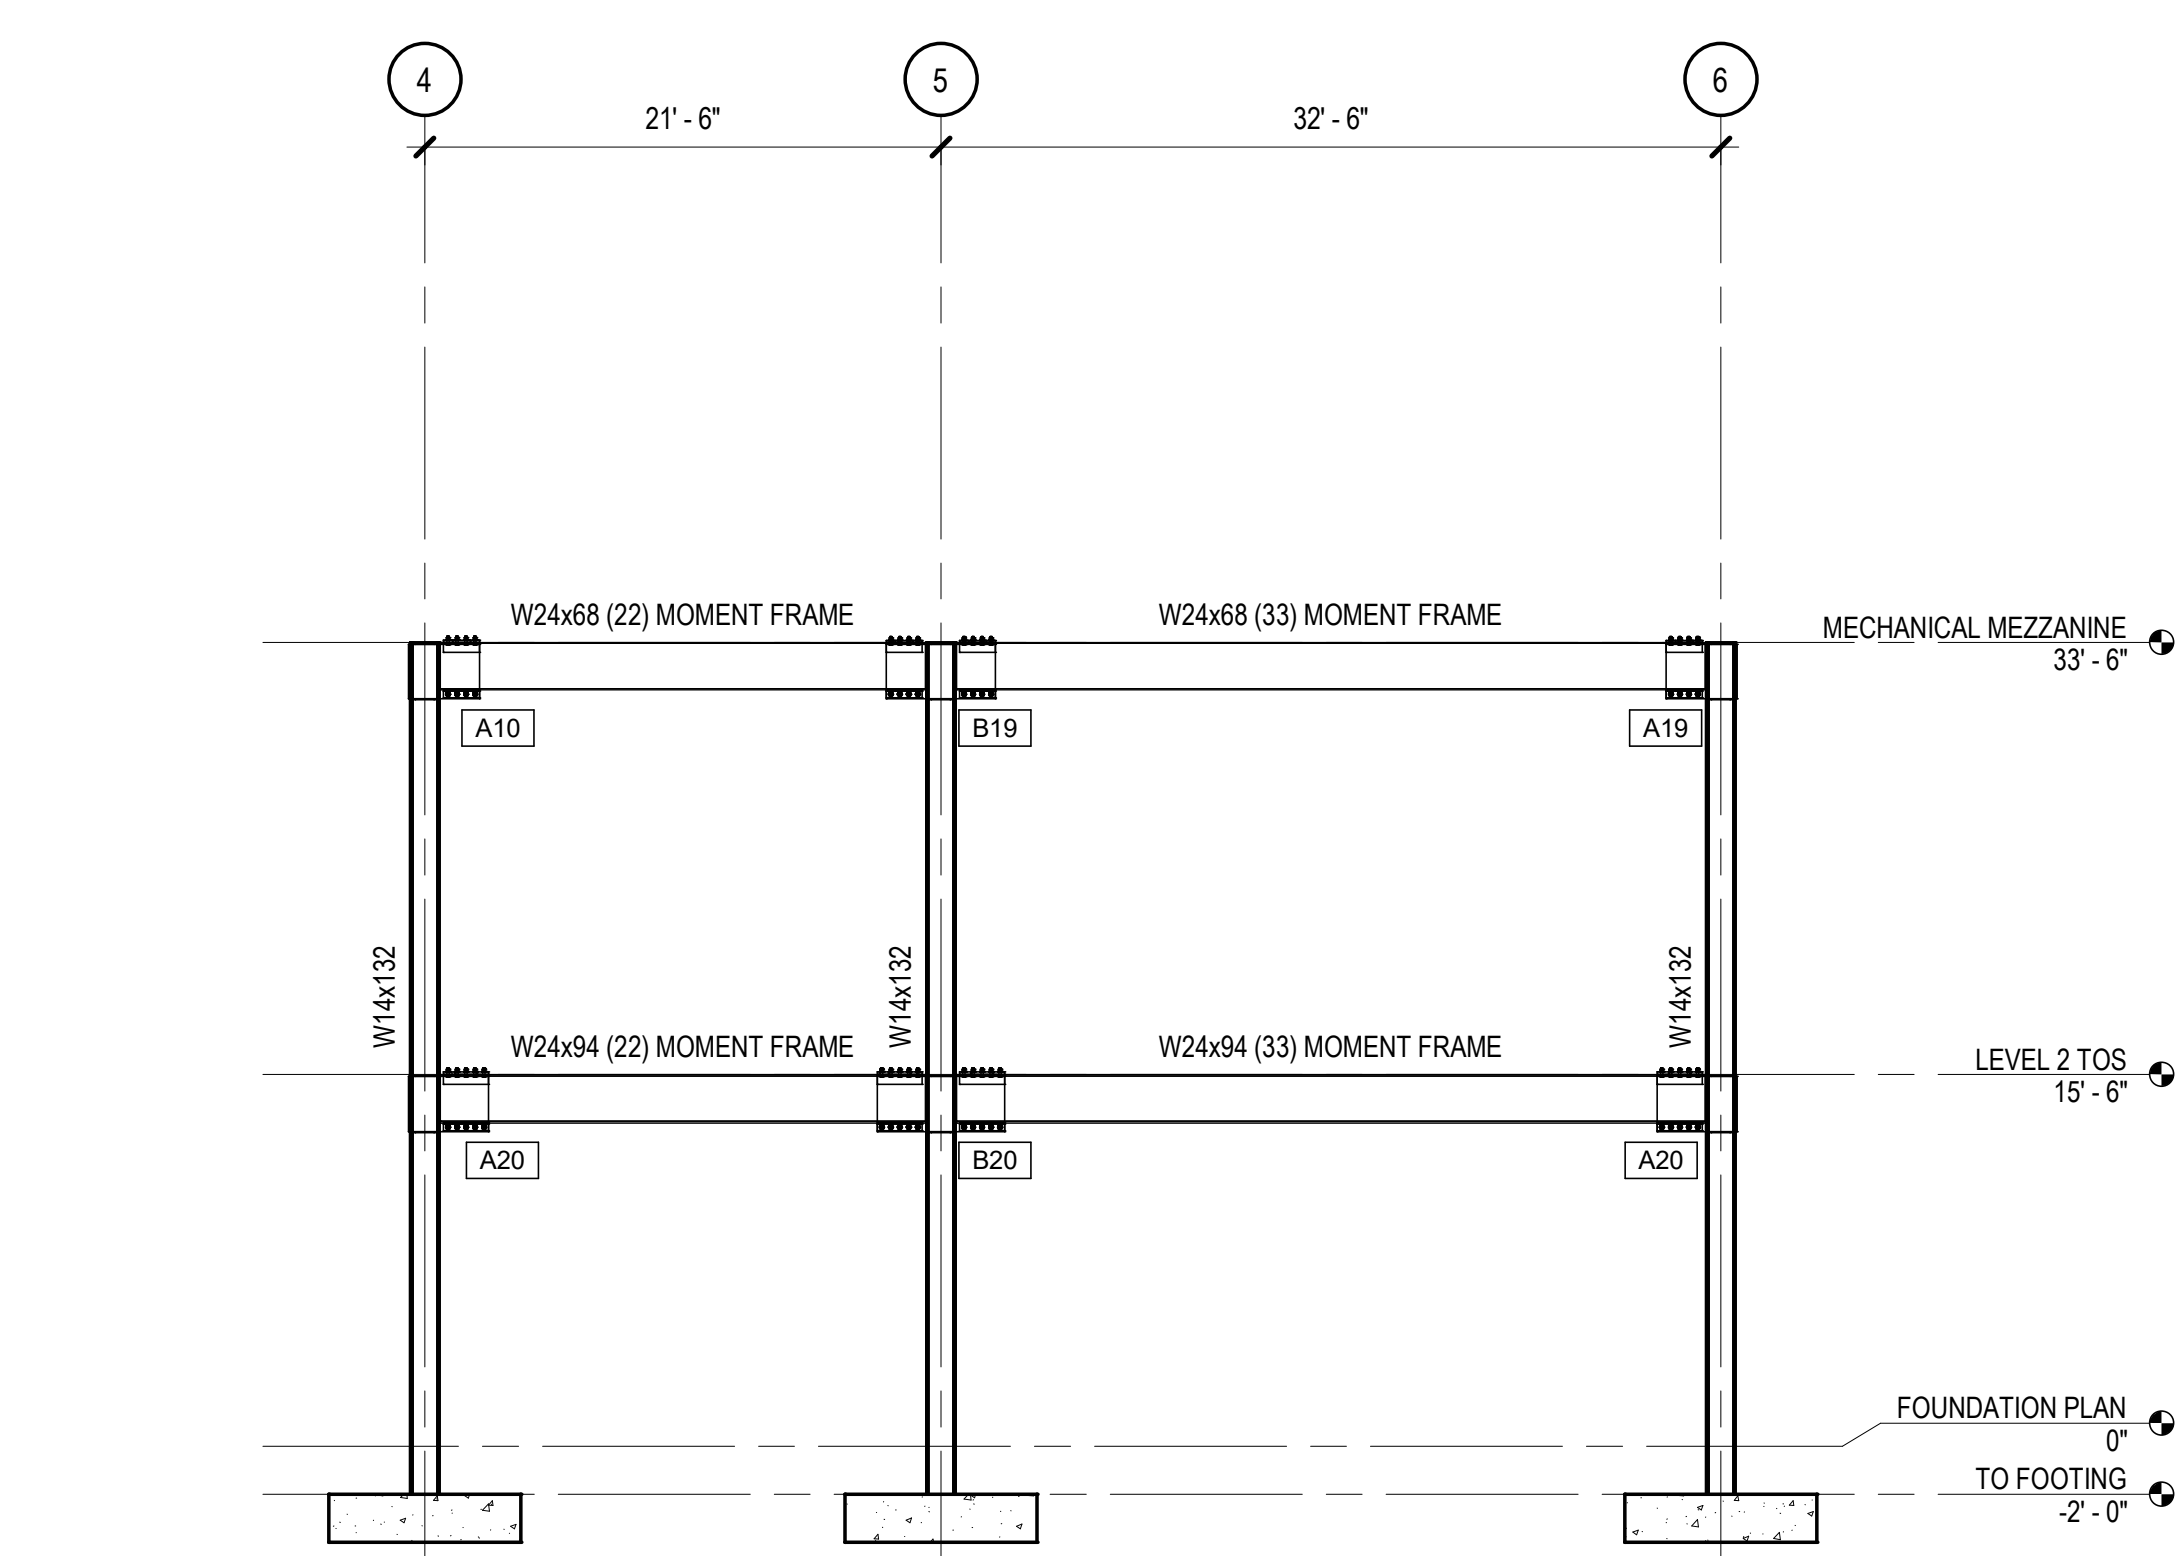 4
5
6
21' - 6"
32' - 6"
W24x68 (22) MOMENT FRAME
W24x68 (33) MOMENT FRAME
MECHANICAL MEZZANINE
33' - 6"
A10
B19
A19
W14x132
W14x132
W14x132
W24x94 (22) MOMENT FRAME
W24x94 (33) MOMENT FRAME
LEVEL 2 TOS
15' - 6"
A20
B20
A20
FOUNDATION PLAN
0"
TO FOOTING
-2' - 0"